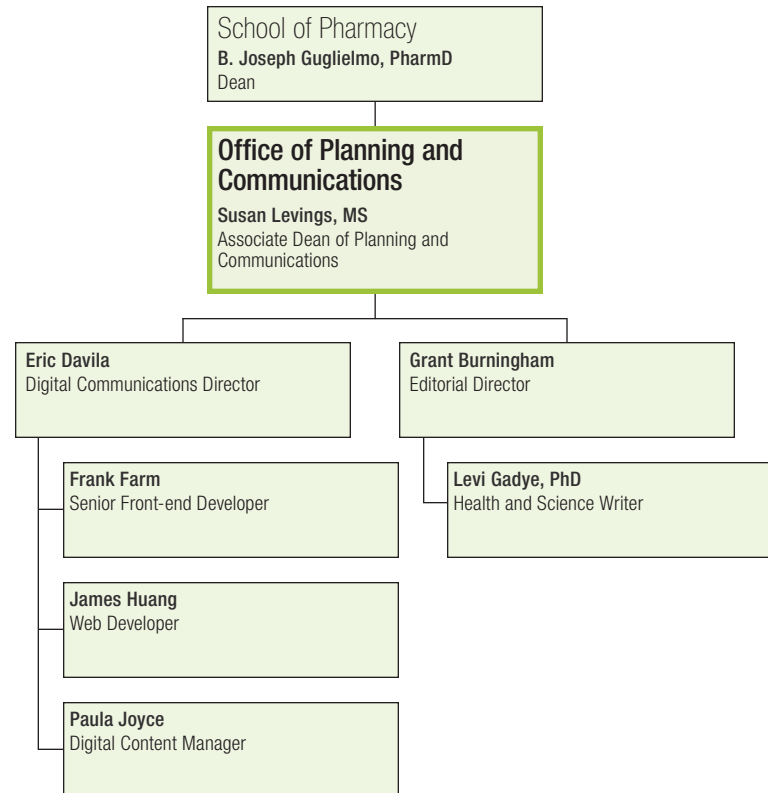 School of Pharmacy
B. Joseph Guglielmo, PharmD
Dean
Office of Planning and
Communications
Susan Levings, MS
Associate Dean of Planning and
Communications
Eric Davila
Digital Communications Director
Grant Burningham
Editorial Director
Frank Farm
Senior Front-end Developer
Levi Gadye, PhD
Health and Science Writer
James Huang
Web Developer
Paula Joyce
Digital Content Manager